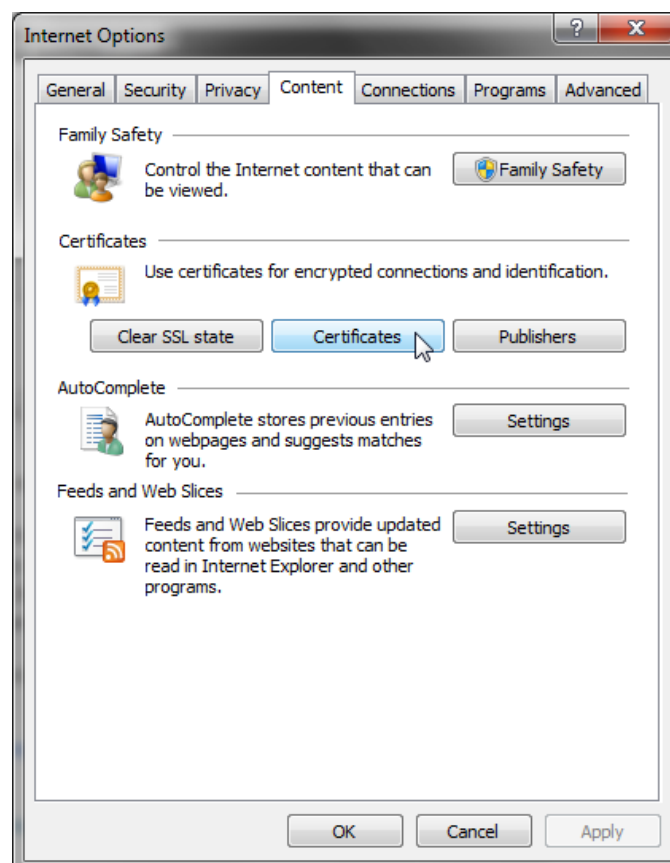 Internet Options
?
X
General Security Privacy Content Connections Programs Advanced
Family Safety
Control the Internet content that can
be viewed.
Family Safety
Certificates
Use certificates for encrypted connections and identification.
Clear SSL state
Certificates
Publishers
AutoComplete
AutoComplete stores previous entries
on webpages and suggests matches
for you.
Settings
Feeds and Web Slices
Feeds and Web Slices provide updated
content from websites that can be
read in Internet Explorer and other
programs.
Settings
OK
Cancel
Apply